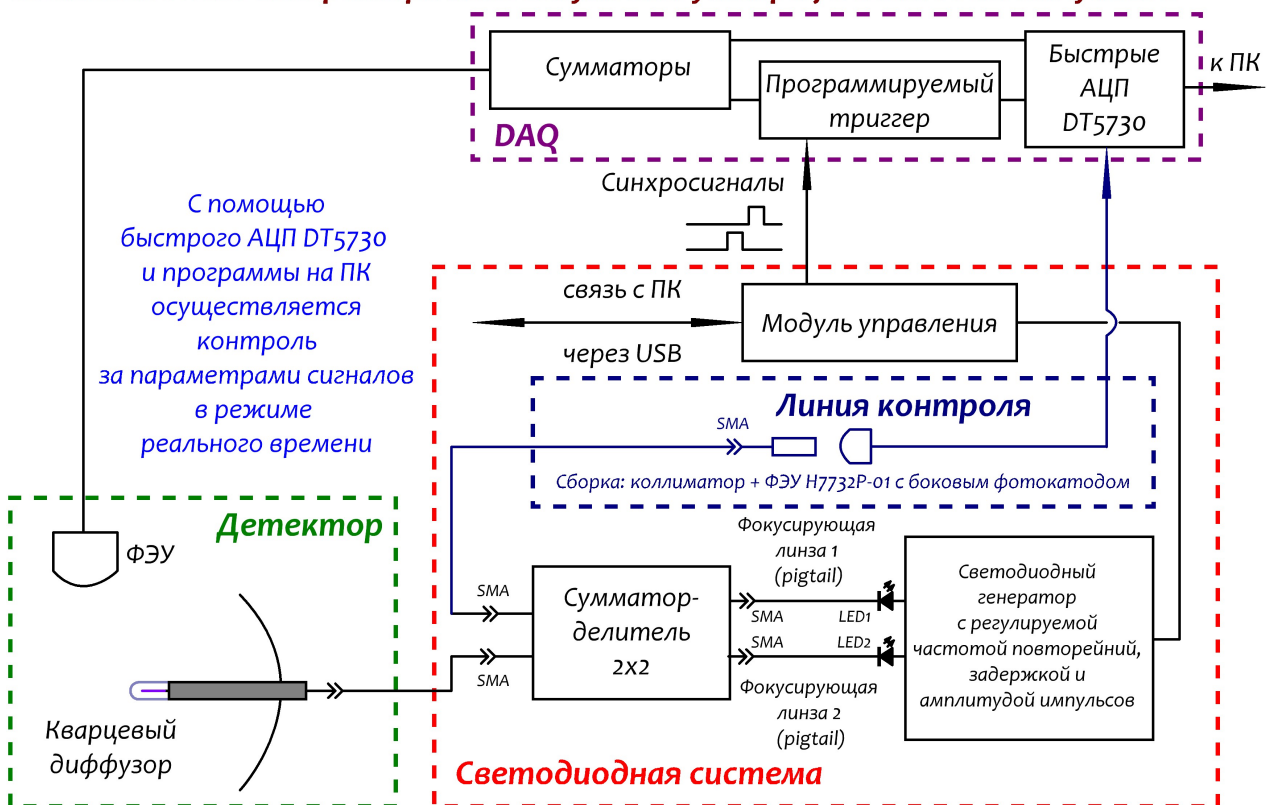 Сумматоры
Программируемый
триггер
Быстрые
АЦП
DT5730
к ПК
DAQ
Синхросигналы
С помощью
быстрого АЦП DT5730
и программы на ПК
осуществляется
контроль
за параметрами сигналов
в режиме
реального времени
связь с ПК
через USB
Модуль управления
Линия контроля
SMA
Сборка: коллиматор + ФЭУ H7732P-01 с боковым фотокатодом
Детектор
ФЭУ
Кварцевый
диффузор
SMA
SMA
Сумматор-
делитель
2x2
Фокусирующая
линза 1
(pigtail)
SMA
LED1
SMA
LED2
Фокусирующая
линза 2
(pigtail)
Светодиодный
генератор
с регулируемой
частотой повторейний,
задержкой и
амплитудой импульсов
Светодиодная система